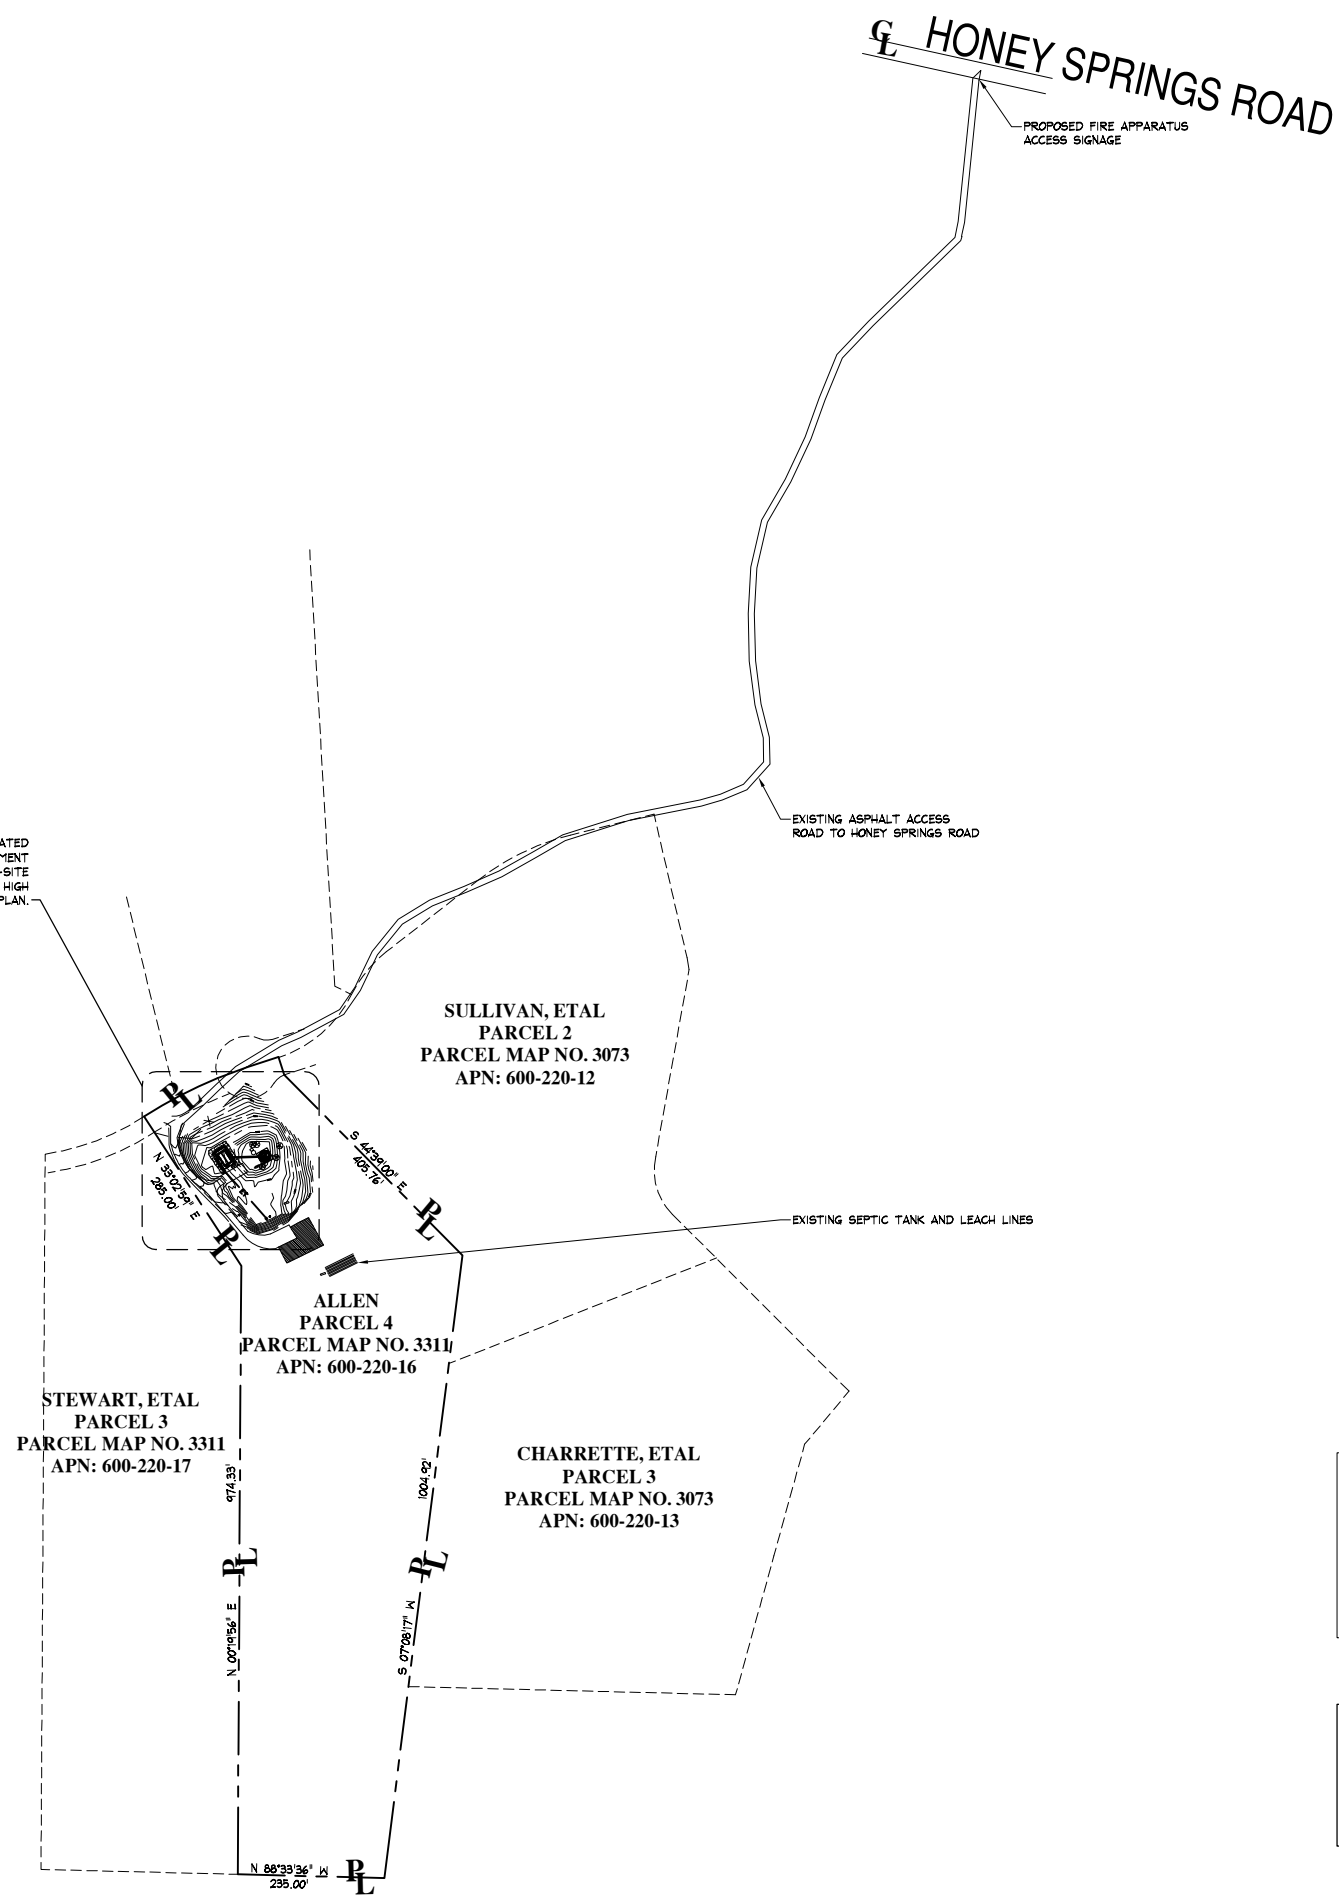 CL HONEY SPRINGS ROAD
PROPOSED FIRE APPARATUS
ACCESS SIGNAGE
EXISTING ASPHALT ACCESS
ROAD TO HONEY SPRINGS ROAD
ATED
MENT
-SITE
HIGH
PLAN.
SULLIVAN, ETAL
PARCEL 2
PARCEL MAP NO. 3073
APN: 600-220-12
PL
S 44°39'00" E
405.76'
PL
N 33°02'59" E
285.00'
PL
EXISTING SEPTIC TANK AND LEACH LINES
ALLEN
PARCEL 4
PARCEL MAP NO. 3311
APN: 600-220-16
STEWART, ETAL
PARCEL 3
PARCEL MAP NO. 3311
APN: 600-220-17
CHARRETTE, ETAL
PARCEL 3
PARCEL MAP NO. 3073
APN: 600-220-13
974.33'
1004.92'
PL
PL
N 00°19'56" E
S 07°08'17" W
N 88°33'36" W
235.00'
PL